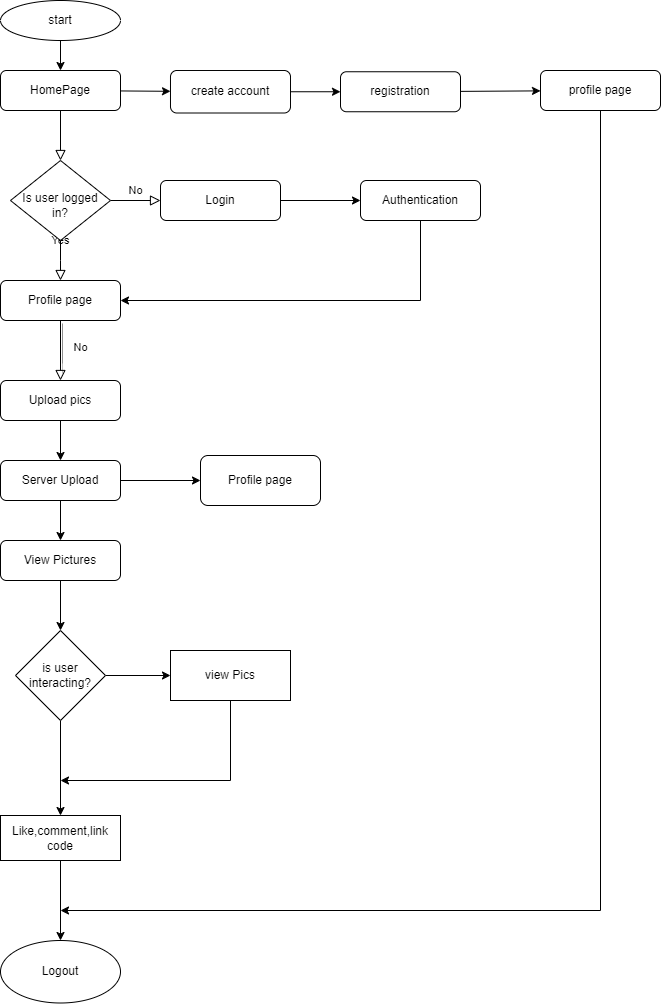 start
HomePage
create account
registration
profile page
Is user logged
in?
No
Login
Authentication
Yes
Profile page
No
Upload pics
Server Upload
Profile page
View Pictures
is user
interacting?
view Pics
Like,comment,link
code
Logout